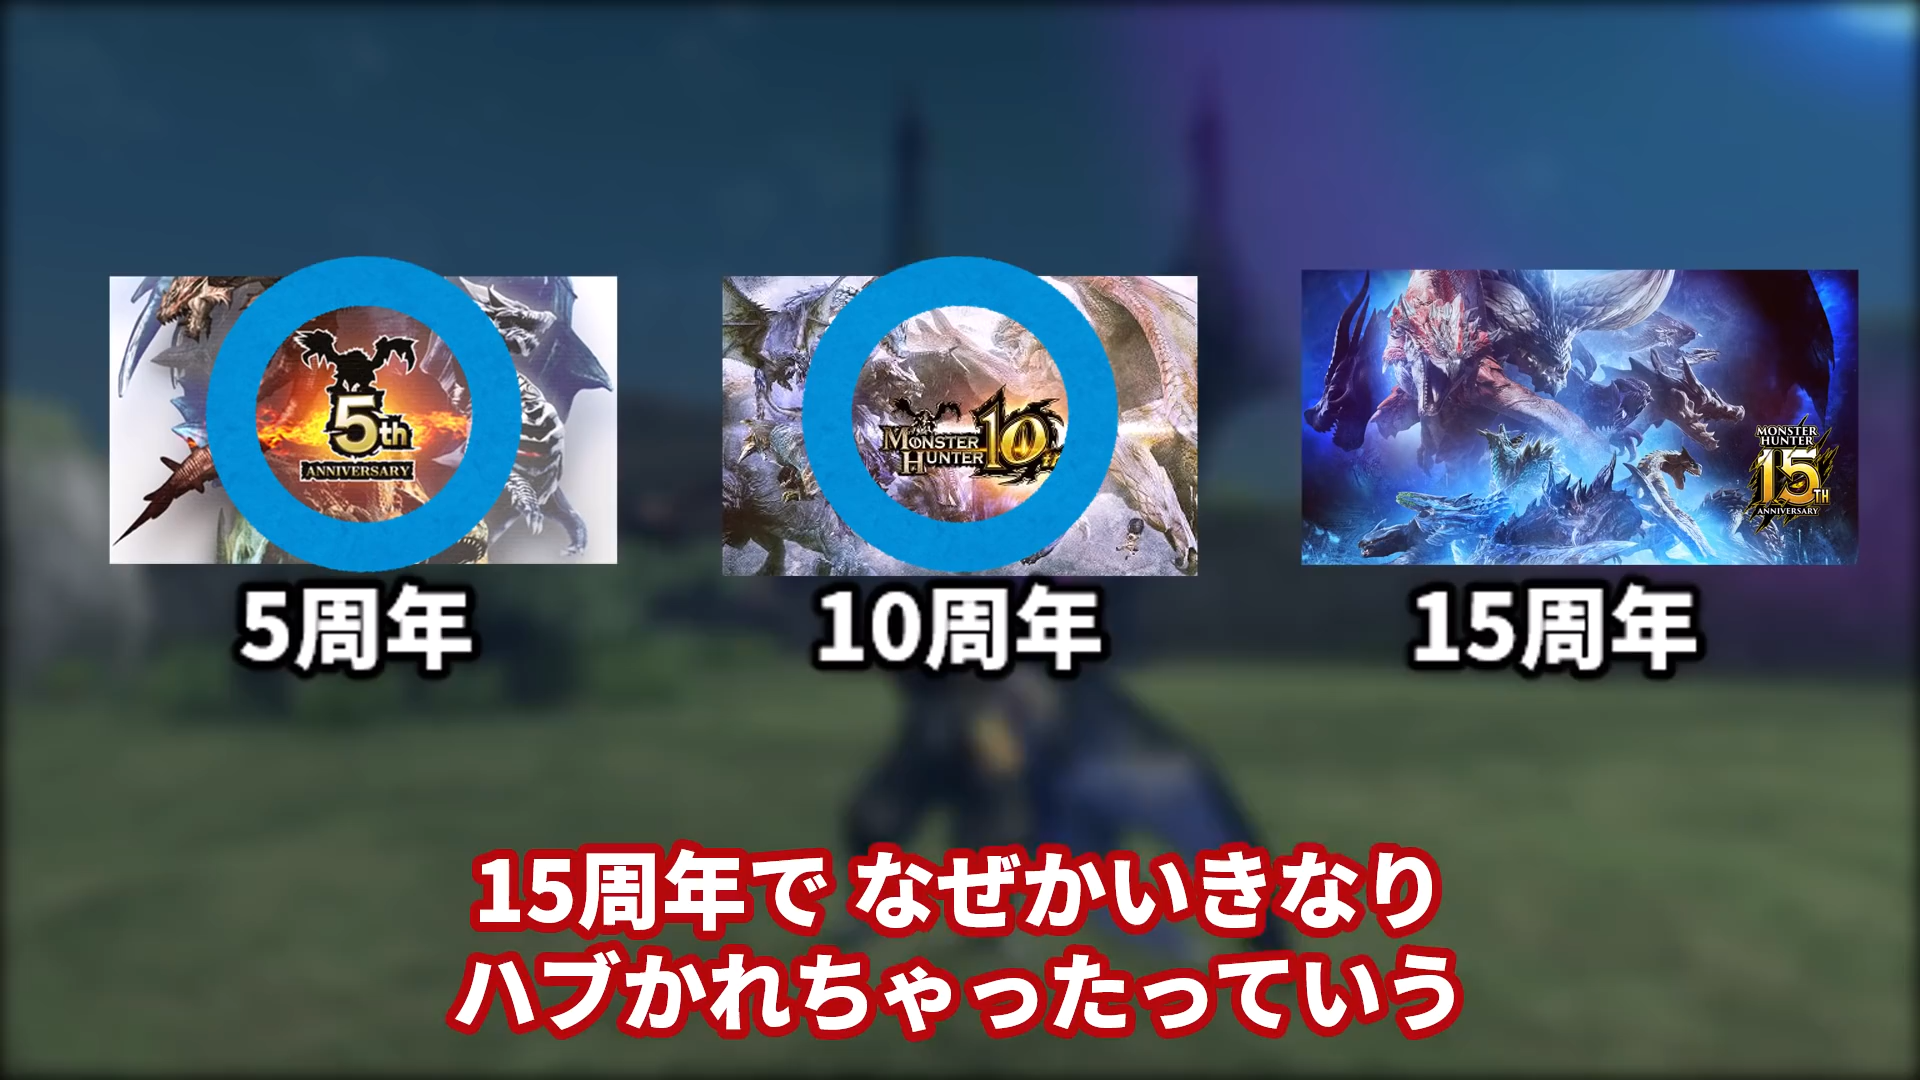 5th
ANNIVERSARY
MONSTER
HUNTER 10th
MONSTER
HUNTER
15TH
ANNIVERSARY
5周年
10周年
15周年
15周年で なぜかいきなり
ハブかれちゃったっていう